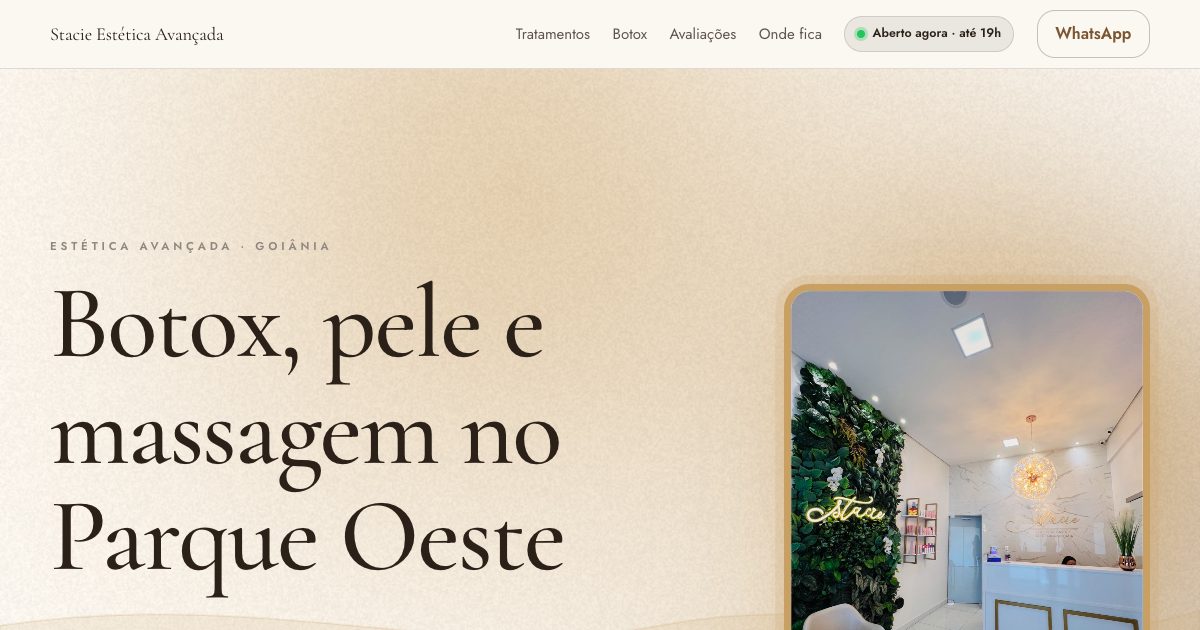 Stacie Estética Avançada
Tratamentos Botox Avaliações Onde fica Aberto agora · até 19h WhatsApp
ESTÉTICA AVANÇADA · GOIÂNIA
Botox, pele e
massagem no
Parque Oeste
Stacie
Stacie